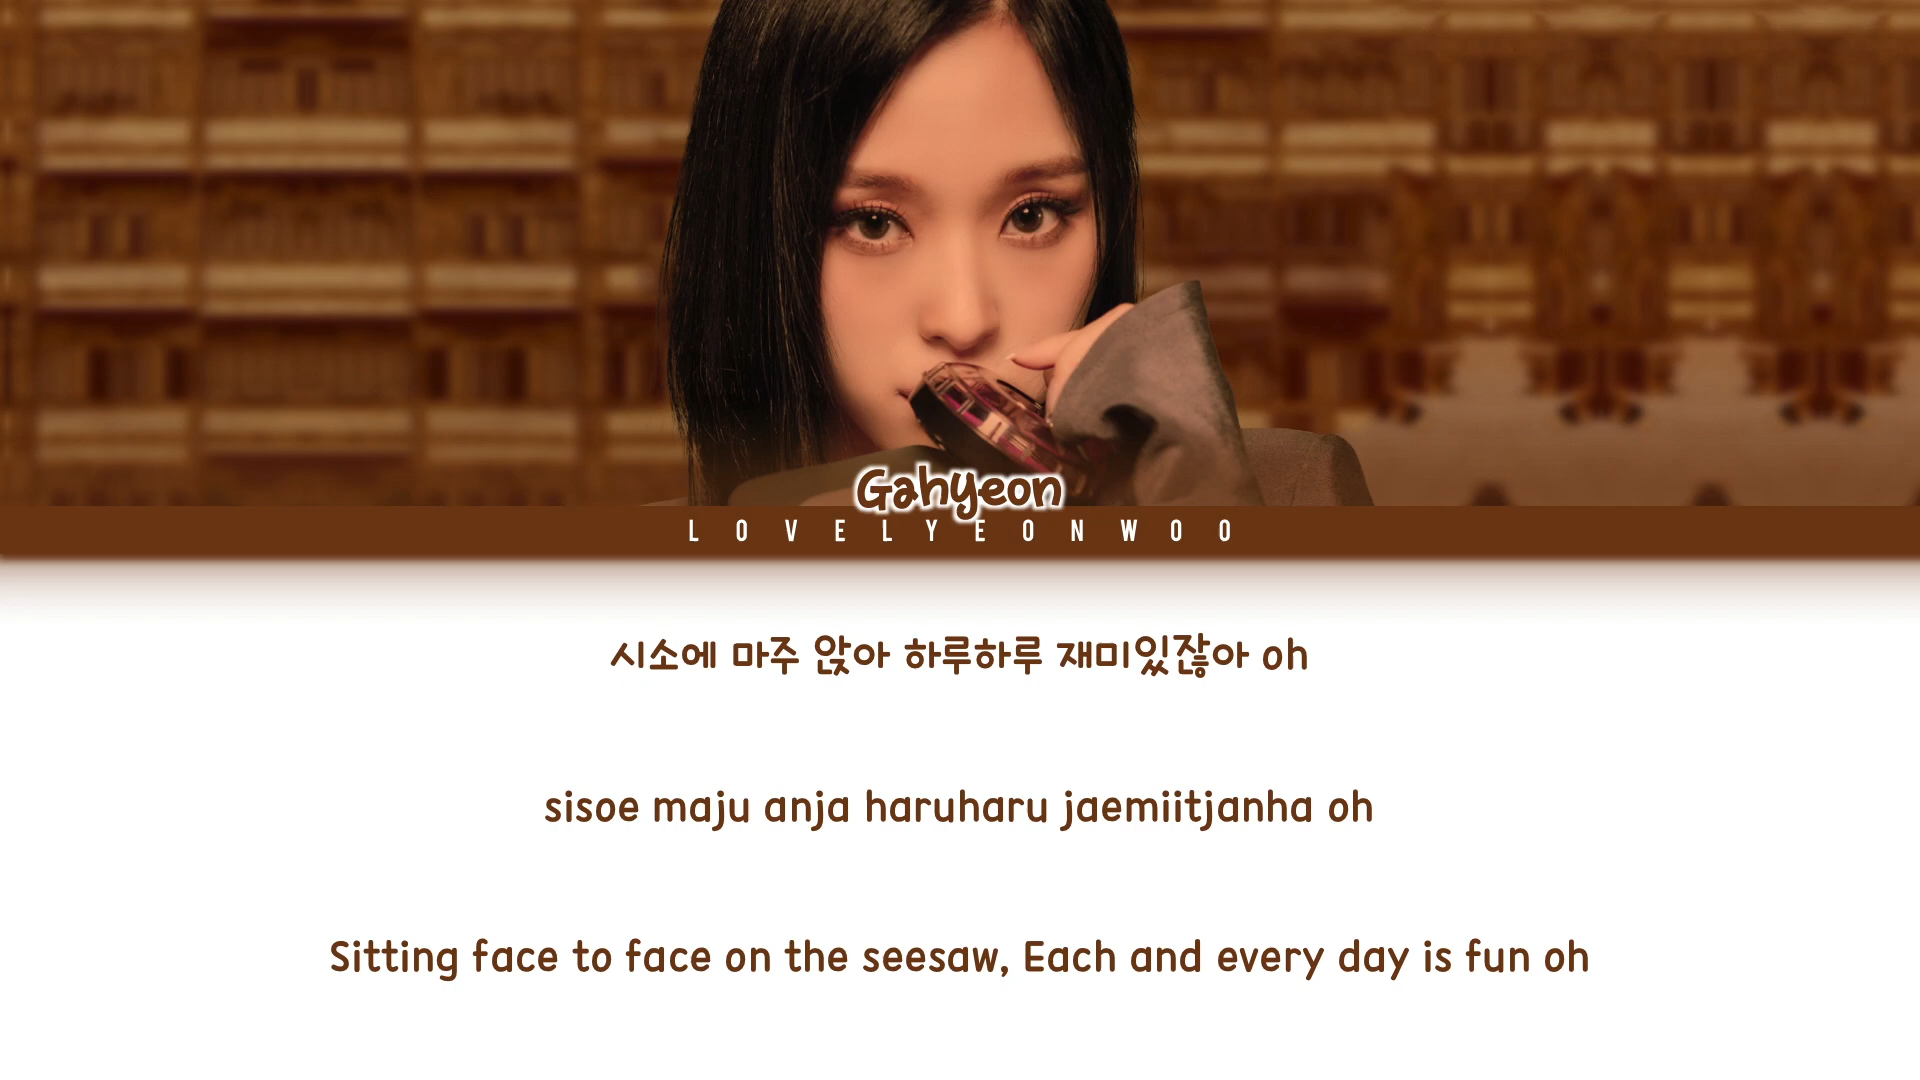 Gahyeon
LOVELYEONWOO
시소에 마주 앉아 하루하루 재미있잖아 oh
sisoe maju anja haruharu jaemiitjanha oh
Sitting face to face on the seesaw, Each and every day is fun oh